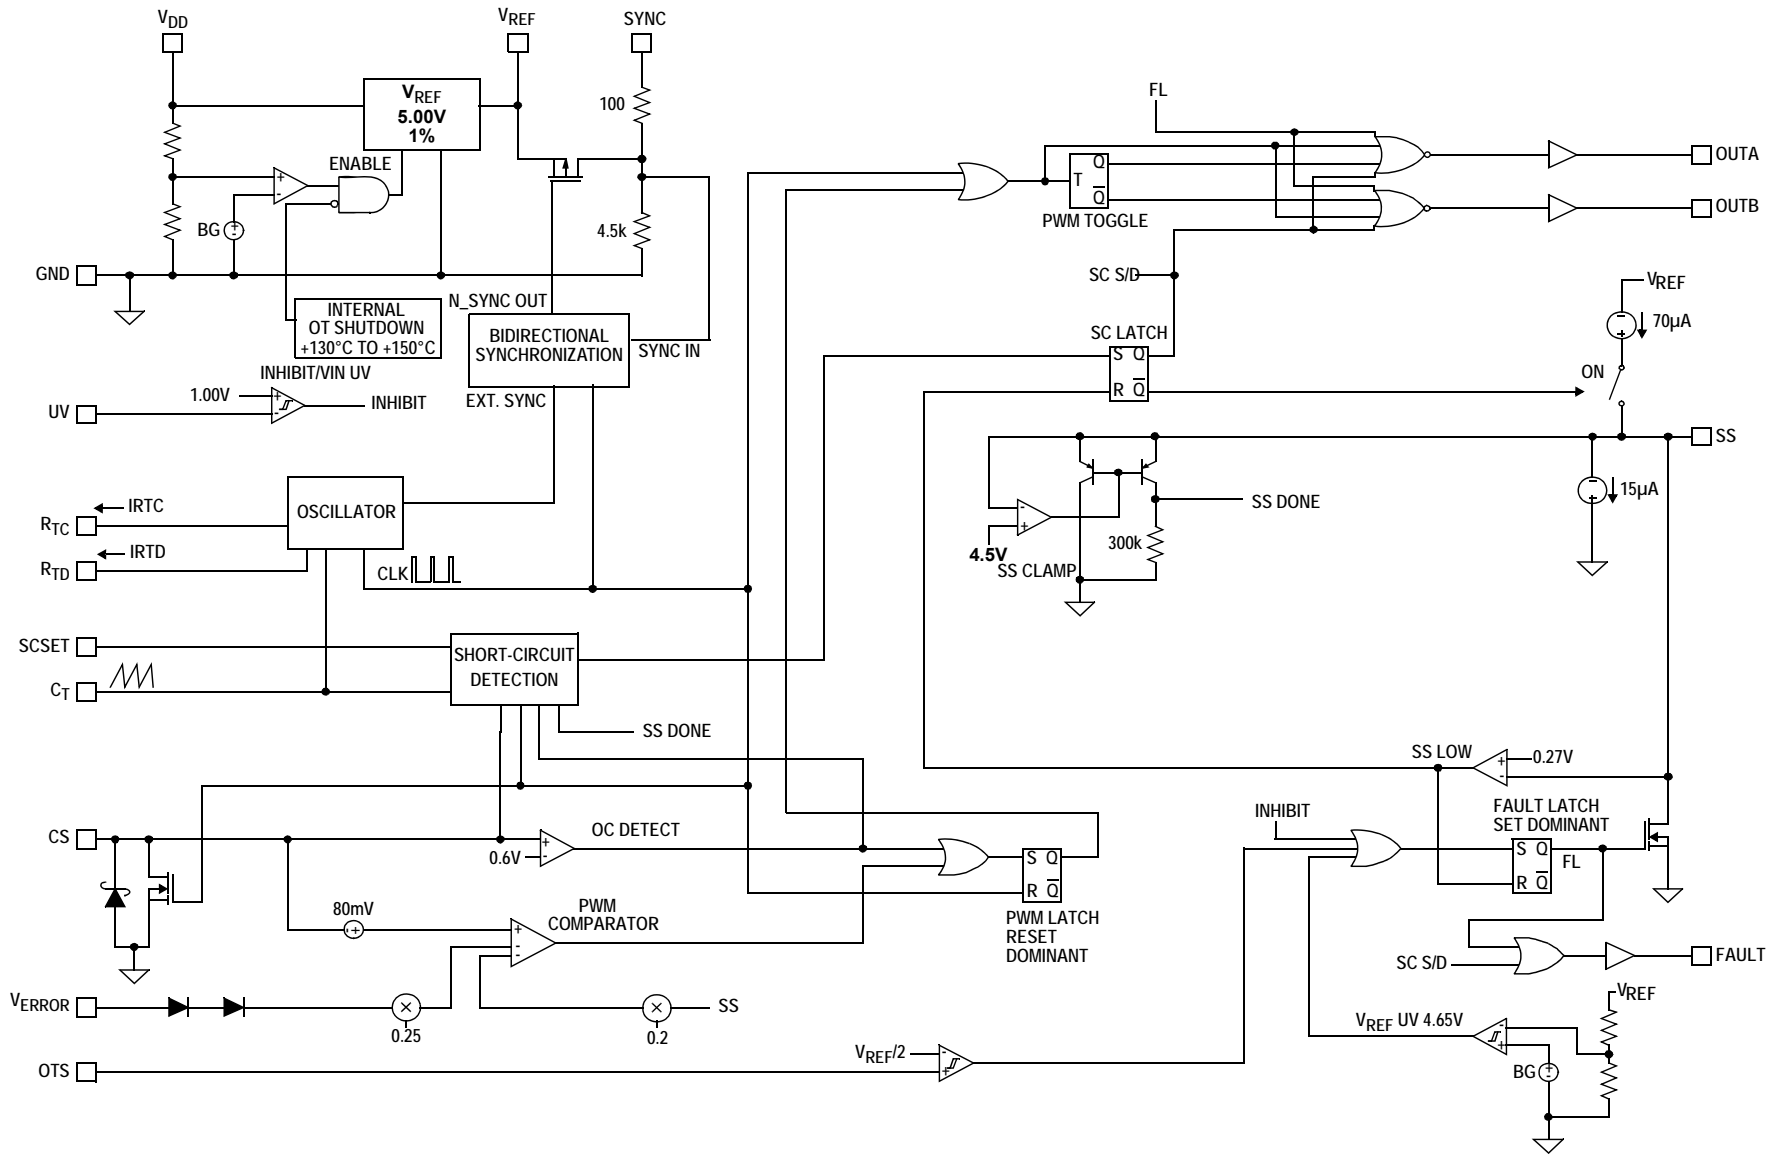 VDD
VREF
SYNC
VREF
5.00V
1%
100
FL
ENABLE
+
-
BG
4.5k
Q
T
Q
PWM TOGGLE
OUTA
OUTB
GND
N_SYNC OUT
SC S/D
INTERNAL
OT SHUTDOWN
+130°C TO +150°C
BIDIRECTIONAL
SYNCHRONIZATION
SYNC IN
EXT. SYNC
VREF
70µA
SC LATCH
S Q
R Q
ON
INHIBIT/VIN UV
1.00V
+
-
INHIBIT
UV
SS
15µA
IRTC
RTC
OSCILLATOR
IRTD
RTD
CLK
-
+
4.5V
SS CLAMP
SS DONE
300k
SCSET
SHORT-CIRCUIT
DETECTION
CT
SS DONE
SS LOW
+
-
0.27V
CS
OC DETECT
+
-
0.6V
S Q
R Q
PWM LATCH
RESET
DOMINANT
INHIBIT
FAULT LATCH
SET DOMINANT
S Q
R Q
FL
80mV
- +
PWM
COMPARATOR
+
-
-
SC S/D
FAULT
VERROR
×
0.25
×
0.2
SS
VREF/2
-
+
OTS
VREF UV 4.65V
-
+
VREF
BG